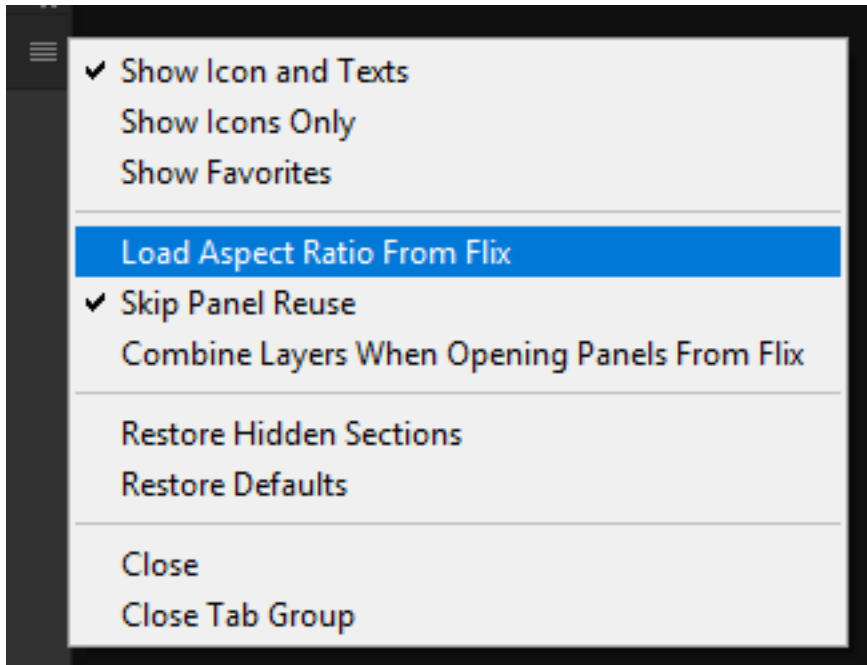 Show Icon and Texts
Show Icons Only
Show Favorites
Load Aspect Ratio From Flix
Skip Panel Reuse
Combine Layers When Opening Panels From Flix
Restore Hidden Sections
Restore Defaults
Close
Close Tab Group